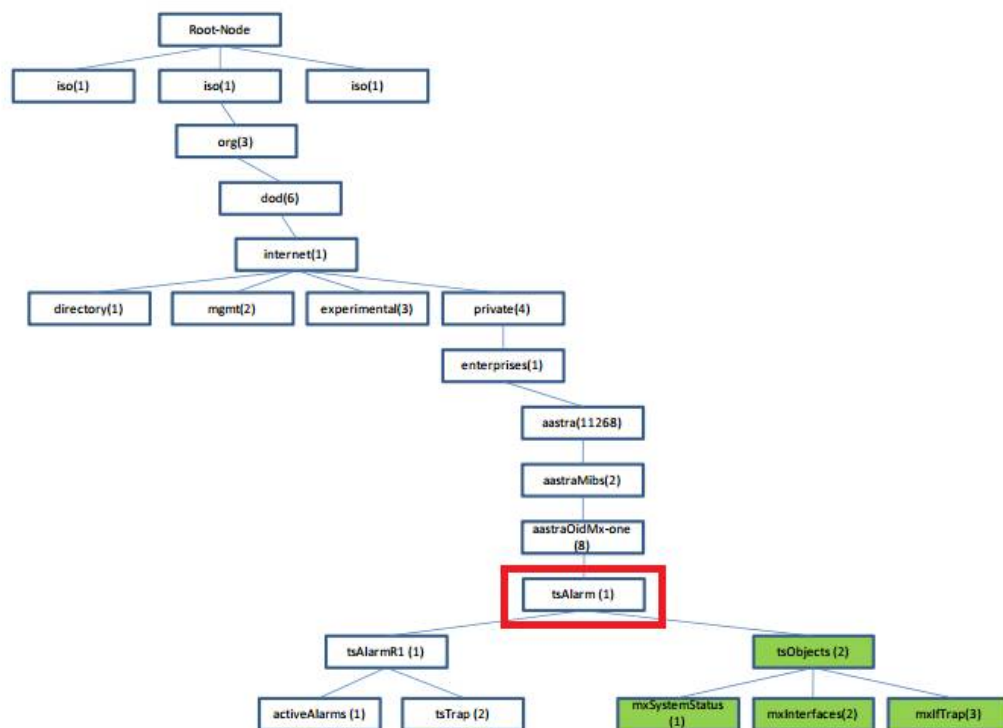 Root-Node
iso(1)
iso(1)
iso(1)
org(3)
dod(6)
internet(1)
directory(1)
mgmt(2)
experimental(3)
private(4)
enterprises(1)
aastra(11268)
aastraMibs(2)
aastraOidMx-one
(8)
tsAlarm (1)
tsAlarmR1 (1)
tsObjects (2)
activeAlarms (1)
tsTrap (2)
mxSystemStatus
(1)
mxInterfaces(2)
mxIfTrap(3)